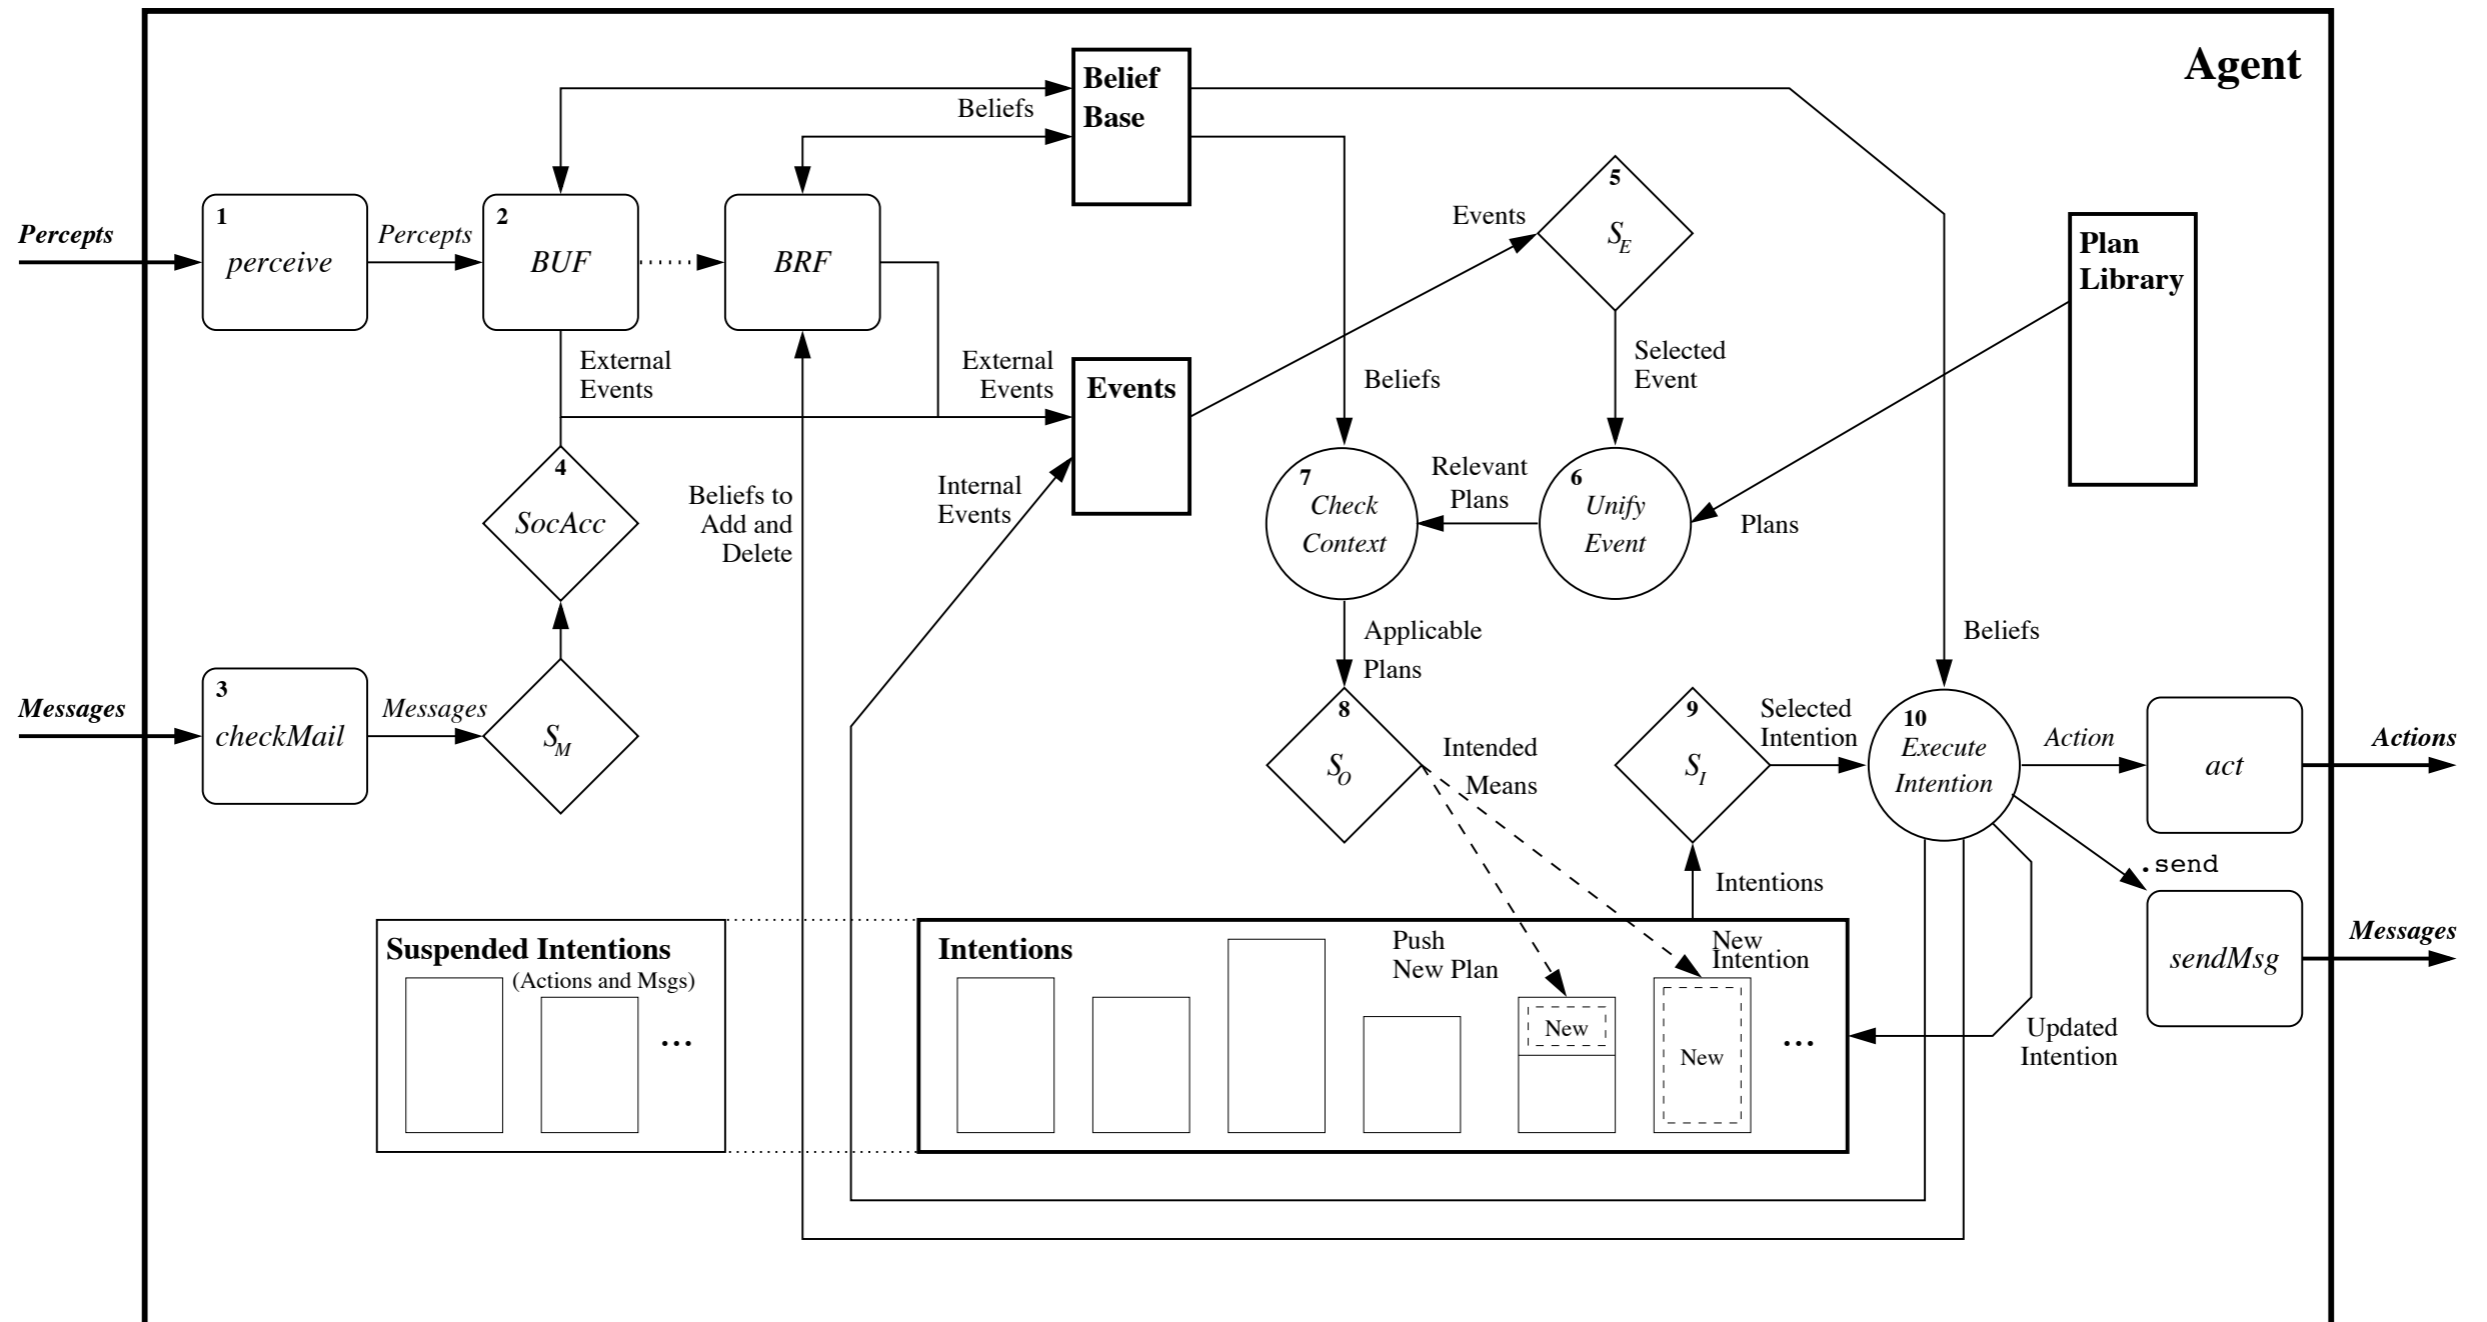 Agent
Belief
Base
Beliefs
Percepts
1
perceive
Percepts
2
BUF
BRF
External
Events
External
Events
Events
Events
5
SE
Selected
Event
Plan
Library
Beliefs
4
SocAcc
Beliefs to
Add and
Delete
Internal
Events
7
Check
Context
Relevant
Plans
6
Unify
Event
Plans
Applicable
Plans
Beliefs
Messages
3
checkMail
Messages
SM
8
SO
Intended
Means
9
SI
Selected
Intention
10
Execute
Intention
Action
act
Actions
.send
Intentions
Suspended Intentions
(Actions and Msgs)
...
Intentions
Push
New Plan
New
Intention
New
New
...
Updated
Intention
sendMsg
Messages